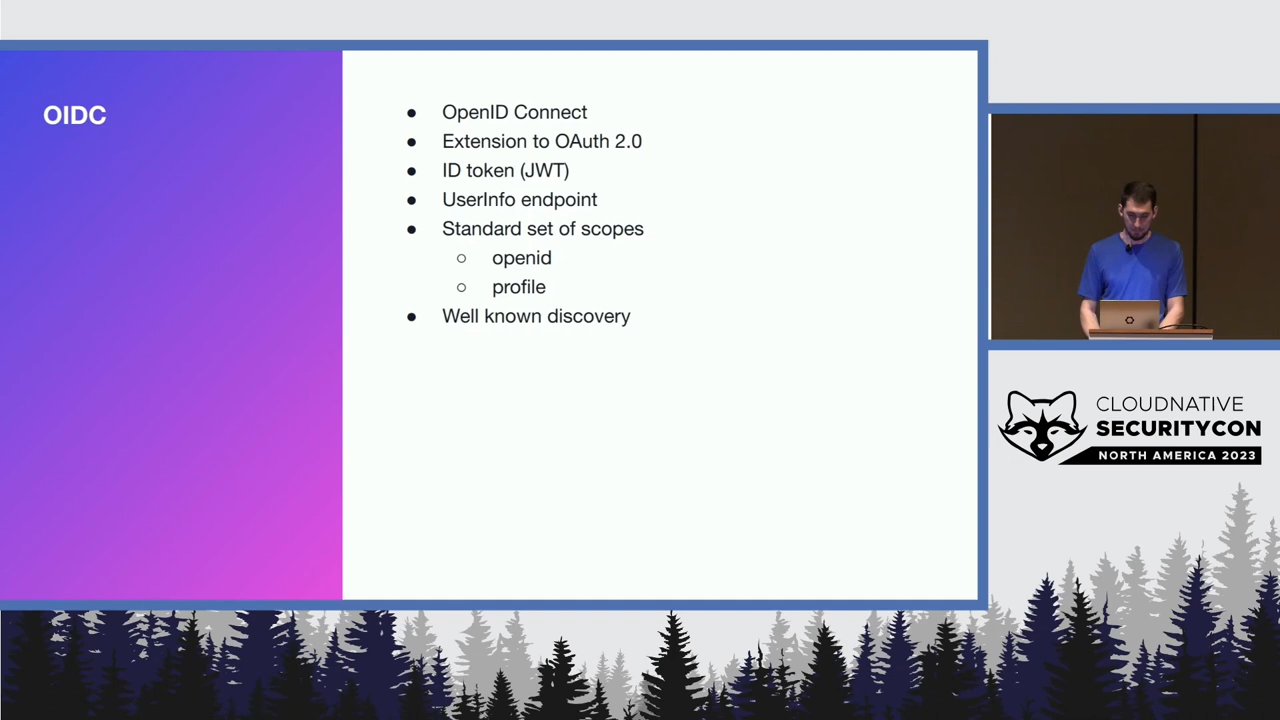 OIDC
● OpenID Connect
● Extension to OAuth 2.0
● ID token (JWT)
● UserInfo endpoint
● Standard set of scopes
○ openid
○ profile
● Well known discovery
CLOUDNATIVE
SECURITYCON
NORTH AMERICA 2023